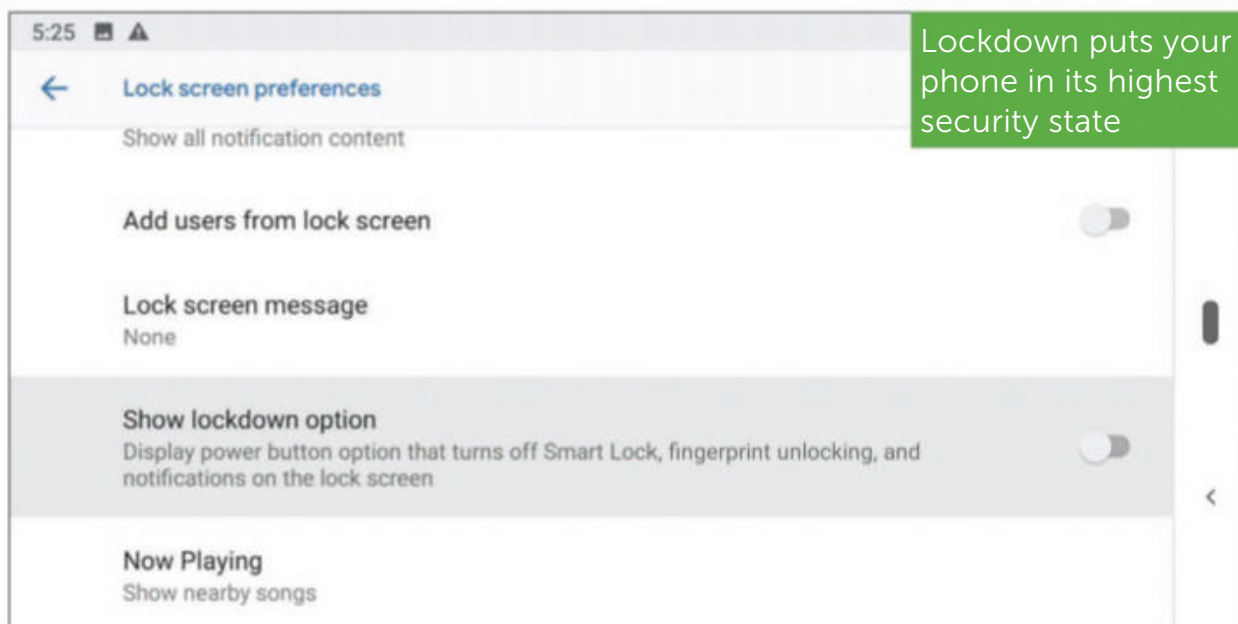 5:25
Lock screen preferences
Lockdown puts your
phone in its highest
security state
Show all notification content
Add users from lock screen
Lock screen message
None
Show lockdown option
Display power button option that turns off Smart Lock, fingerprint unlocking, and
notifications on the lock screen
Now Playing
Show nearby songs